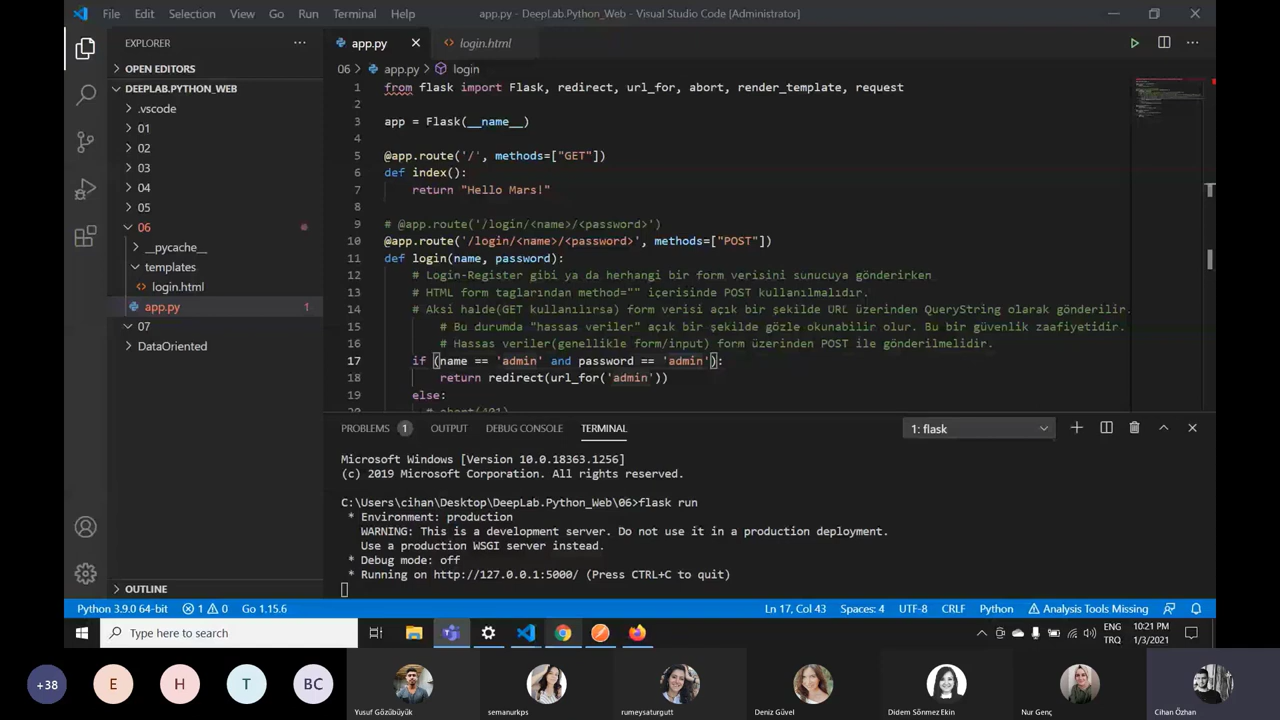 File Edit Selection View Go Run Terminal Help
app.py - DeepLab.Python_Web - Visual Studio Code [Administrator]
EXPLORER
OPEN EDITORS
DEEPLAB.PYTHON_WEB
.vscode
01
02
03
04
05
06
__pycache__
templates
login.html
app.py 1
07
DataOriented
OUTLINE
app.py login.html
06 > app.py > login
1 from flask import Flask, redirect, url_for, abort, render_template, request
2
3 app = Flask(__name__)
4
5 @app.route('/', methods=["GET"])
6 def index():
7 return "Hello Mars!"
8
9 # @app.route('/login/<name>/<password>')
10 @app.route('/login/<name>/<password>', methods=["POST"])
11 def login(name, password):
12 # Login-Register gibi ya da herhangi bir form verisini sunucuya gönderirken
13 # HTML form taglarından method="" içerisinde POST kullanılmalıdır.
14 # Aksi halde(GET kullanılırsa) form verisi açık bir şekilde URL üzerinden QueryString olarak gönderilir.
15 # Bu durumda "hassas veriler" açık bir şekilde gözle okunabilir olur. Bu bir güvenlik zaafiyetidir.
16 # Hassas veriler(genellikle form/input) form üzerinden POST ile gönderilmelidir.
17 if (name == 'admin' and password == 'admin'):
18 return redirect(url_for('admin'))
19 else:
20 # abort(401)
PROBLEMS 1 OUTPUT DEBUG CONSOLE TERMINAL 1: flask
Microsoft Windows [Version 10.0.18363.1256]
(c) 2019 Microsoft Corporation. All rights reserved.
C:\Users\cihan\Desktop\DeepLab.Python_Web\06>flask run
* Environment: production
WARNING: This is a development server. Do not use it in a production deployment.
Use a production WSGI server instead.
* Debug mode: off
* Running on http://127.0.0.1:5000/ (Press CTRL+C to quit)
Python 3.9.0 64-bit 1 0 Go 1.15.6 Ln 17, Col 43 Spaces: 4 UTF-8 CRLF Python Analysis Tools Missing
Type here to search
ENG
TRQ
10:21 PM
1/3/2021
+38 E H T BC
Yusuf Gözübüyük semanurkps rumeysaturgutt Deniz Güvel Didem Sönmez Ekin Nur Genç Cihan Özhan